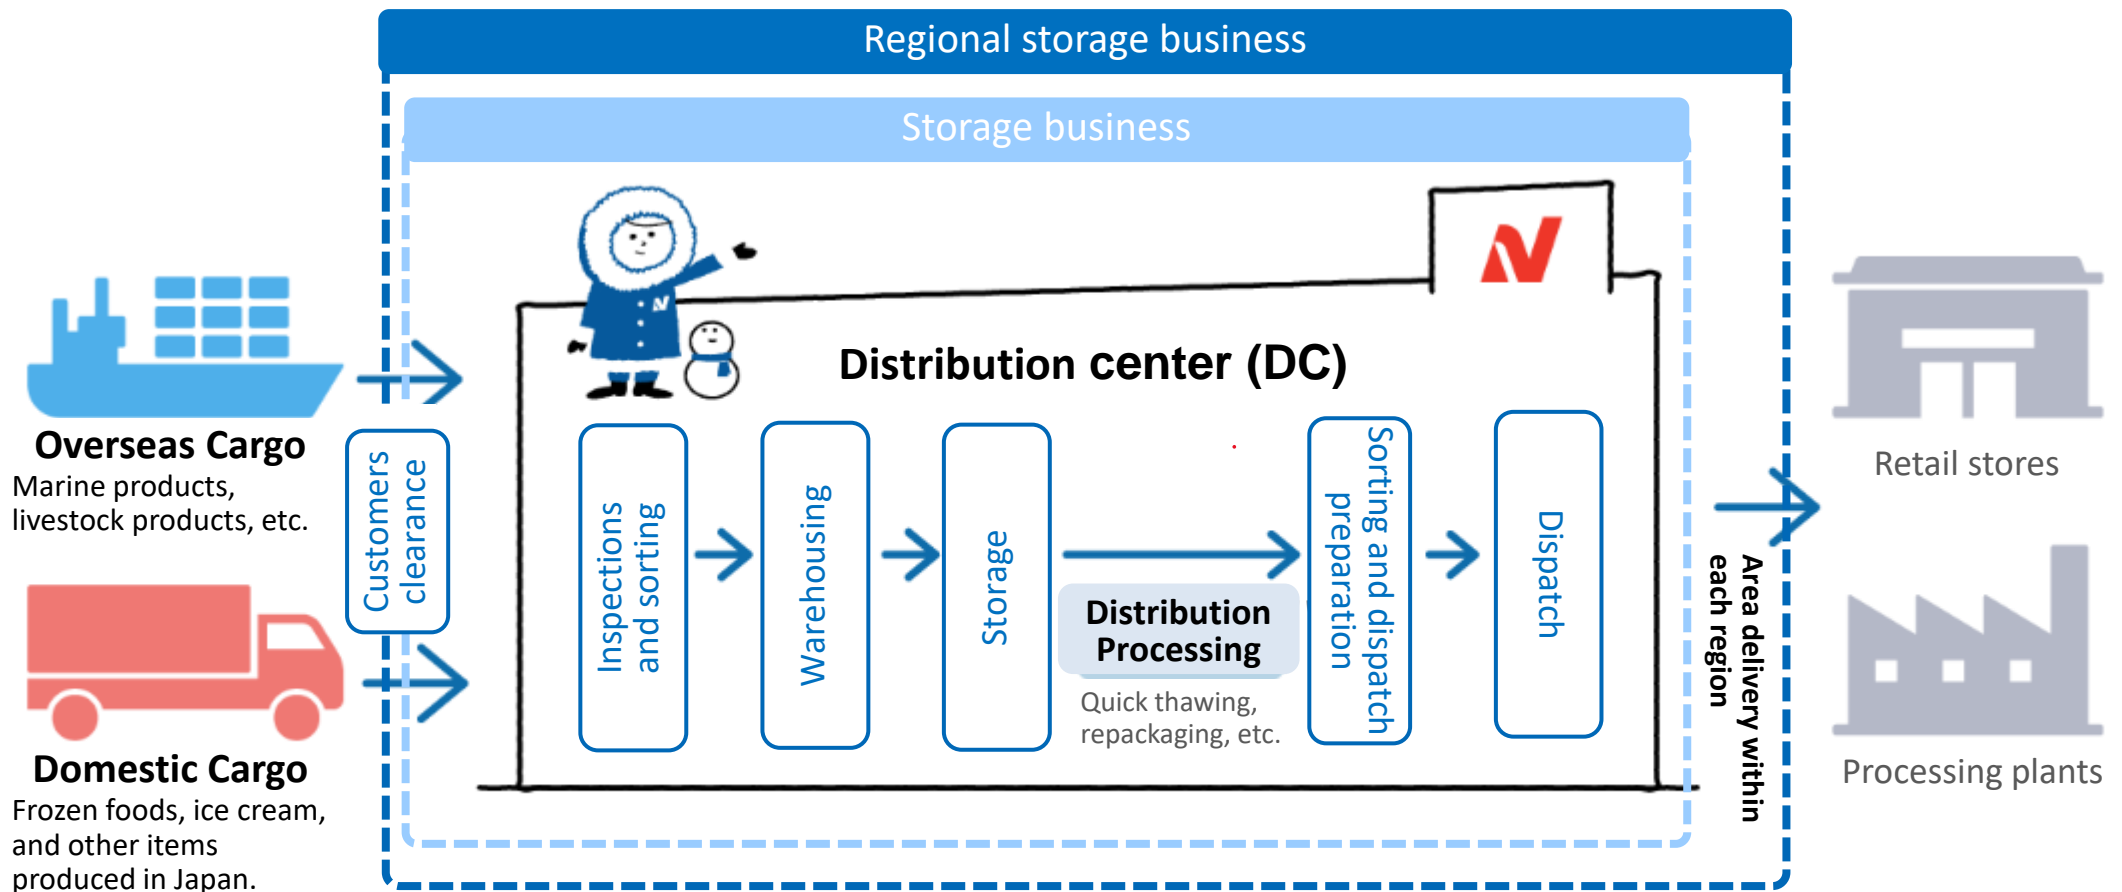 Regional storage business
Storage business
Distribution center (DC)
Overseas Cargo
Marine products,
livestock products, etc.
Customers
clearance
Domestic Cargo
Frozen foods, ice cream,
and other items
produced in Japan.
Inspections
and sorting
Warehousing
Storage
Distribution
Processing
Quick thawing,
repackaging, etc.
Sorting and dispatch
preparation
Dispatch
Area delivery within
each region
Retail stores
Processing plants